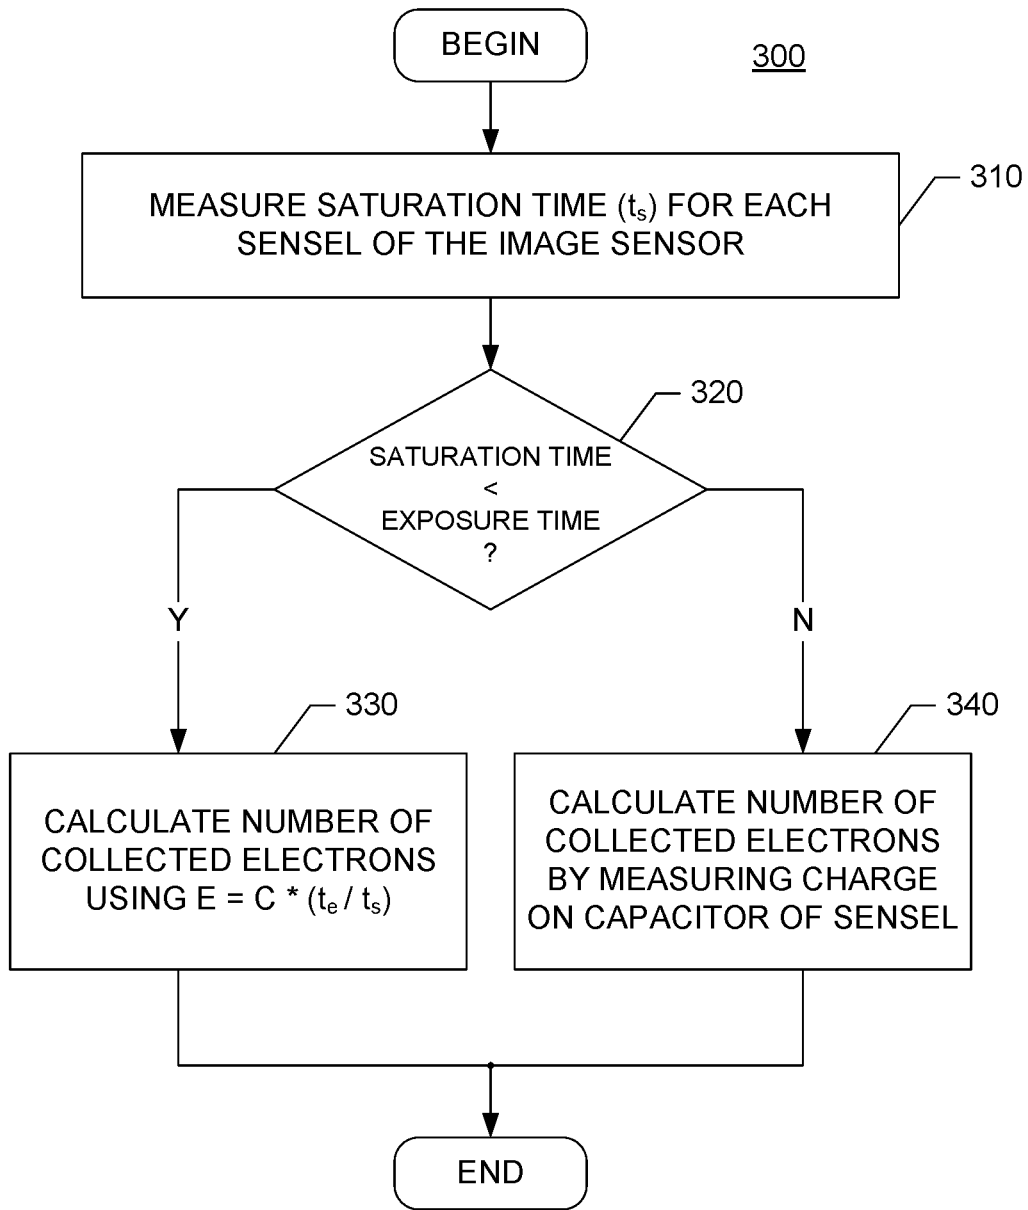 BEGIN
300
MEASURE SATURATION TIME (tₛ) FOR EACH
SENSEL OF THE IMAGE SENSOR
310
320
SATURATION TIME
<
EXPOSURE TIME
?
Y
N
330
CALCULATE NUMBER OF
COLLECTED ELECTRONS
USING E = C * (tₑ / tₛ)
340
CALCULATE NUMBER OF
COLLECTED ELECTRONS
BY MEASURING CHARGE
ON CAPACITOR OF SENSEL
END